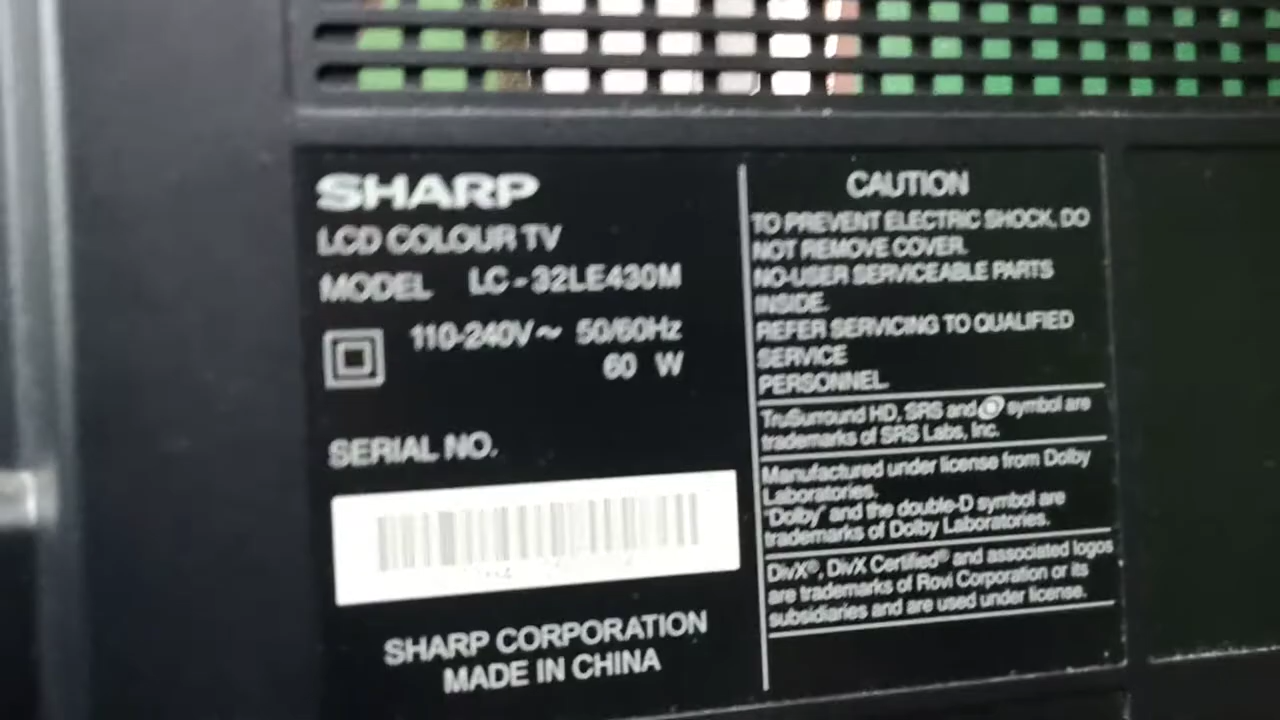 SHARP
LCD COLOUR TV
MODEL LC-32LE430M
110-240V~ 50/60Hz
60 W
SERIAL NO.
SHARP CORPORATION
MADE IN CHINA
CAUTION
TO PREVENT ELECTRIC SHOCK, DO
NOT REMOVE COVER.
NO-USER SERVICEABLE PARTS
INSIDE.
REFER SERVICING TO QUALIFIED
SERVICE
PERSONNEL.
TruSurround HD, SRS and symbol are
trademarks of SRS Labs, Inc.
Manufactured under license from Dolby
Laboratories.
"Dolby" and the double-D symbol are
trademarks of Dolby Laboratories.
DivX®, DivX Certified® and associated logos
are trademarks of Rovi Corporation or its
subsidiaries and are used under license.